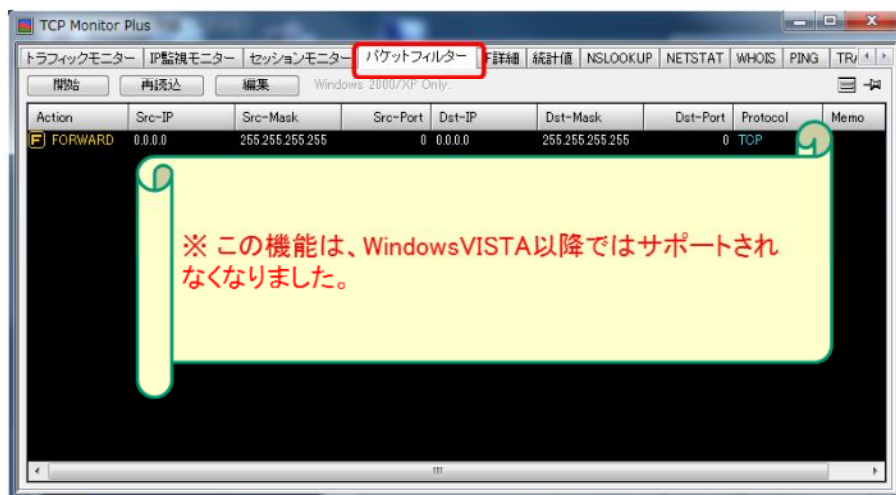 TCP Monitor Plus
トラフィックモニター IP監視モニター セッションモニター パケットフィルター F詳細 統計値 NSLOOKUP NETSTAT WHOIS PING TR
開始 再読込 編集 Windows 2000/XP Only.
Action Src-IP Src-Mask Src-Port Dst-IP Dst-Mask Dst-Port Protocol Memo
F FORWARD 0.0.0.0 255.255.255.255 0 0.0.0.0 255.255.255.255 0 TCP
※ この機能は、WindowsVISTA以降ではサポートされ
なくなりました。